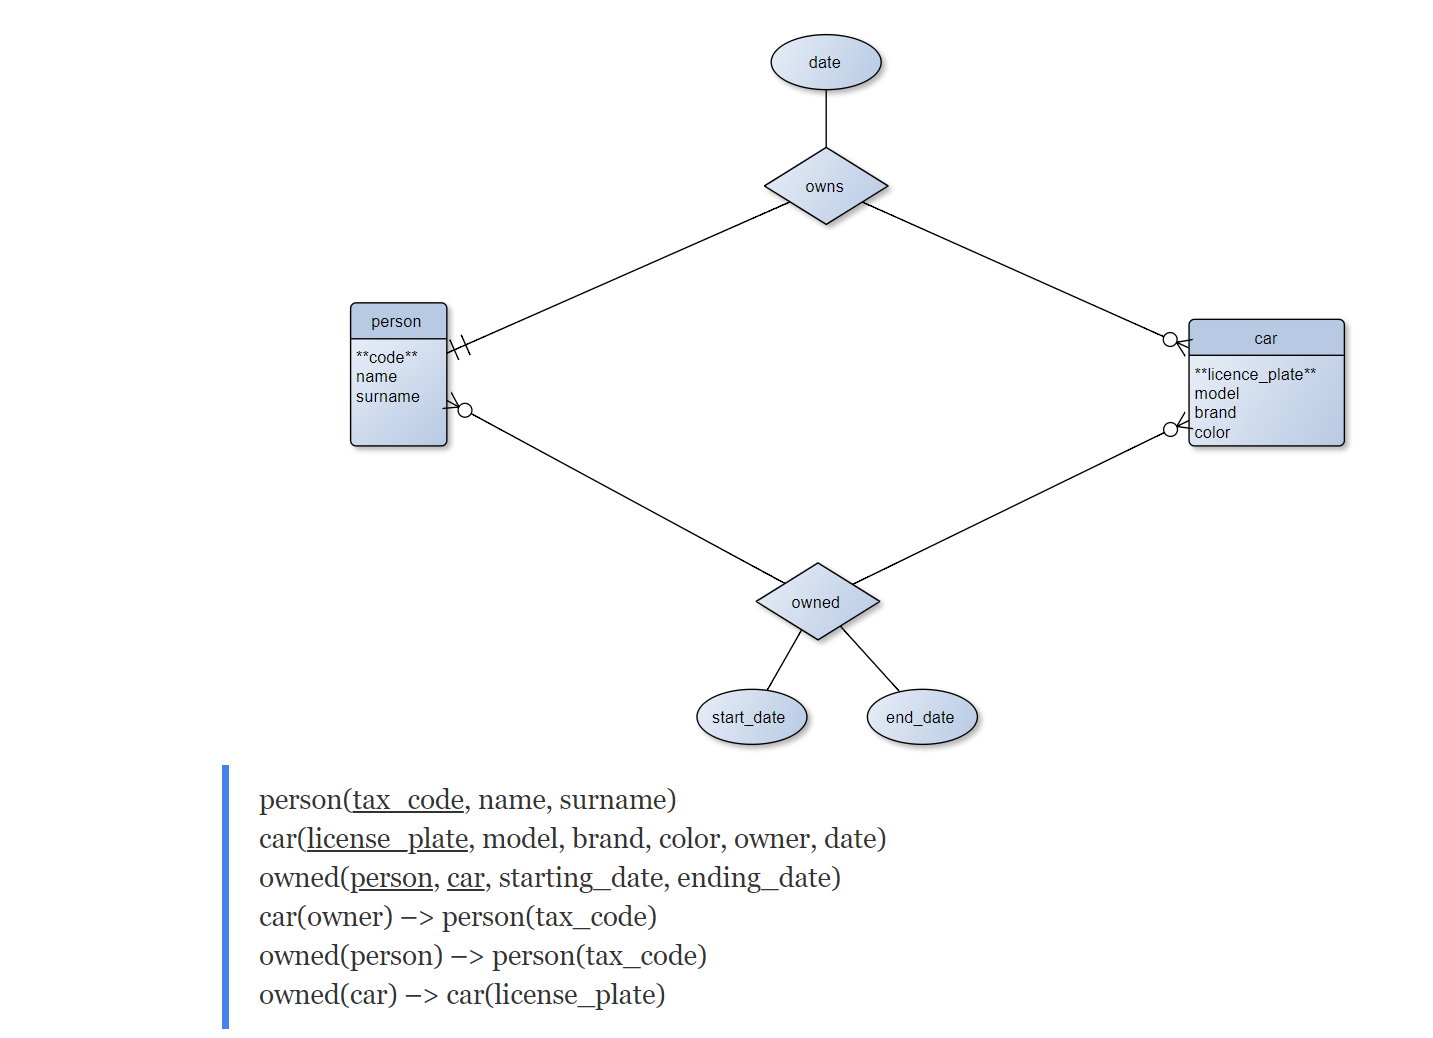 date
owns
person
**code**
name
surname
car
**licence_plate**
model
brand
color
owned
start_date
end_date
person(tax_code, name, surname)
car(license_plate, model, brand, color, owner, date)
owned(person, car, starting_date, ending_date)
car(owner) –> person(tax_code)
owned(person) –> person(tax_code)
owned(car) –> car(license_plate)